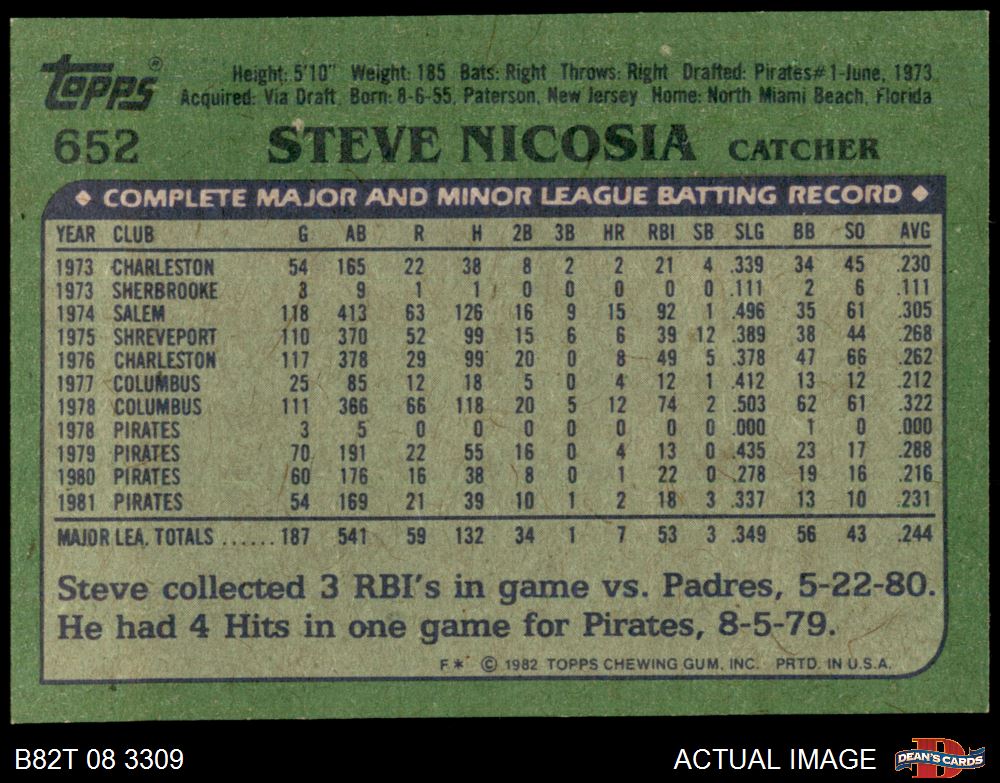 topps®
Height: 5'10" Weight: 185 Bats: Right Throws: Right Drafted: Pirates#1-June, 1973
Acquired: Via Draft Born: 8-6-55, Paterson, New Jersey Home: North Miami Beach, Florida
652 STEVE NICOSIA CATCHER
◆ COMPLETE MAJOR AND MINOR LEAGUE BATTING RECORD ◆
YEAR CLUB G AB R H 2B 3B HR RBI SB SLG BB SO AVG
1973 CHARLESTON 54 165 22 38 8 2 2 21 4 .339 34 45 .230
1973 SHERBROOKE 3 9 1 1 0 0 0 0 0 .111 2 6 .111
1974 SALEM 118 413 63 126 16 9 15 92 1 .496 35 61 .305
1975 SHREVEPORT 110 370 52 99 15 6 6 39 12 .389 38 44 .268
1976 CHARLESTON 117 378 29 99 20 0 8 49 5 .378 47 66 .262
1977 COLUMBUS 25 85 12 18 5 0 4 12 1 .412 13 12 .212
1978 COLUMBUS 111 366 66 118 20 5 12 74 2 .503 62 61 .322
1978 PIRATES 3 5 0 0 0 0 0 0 0 .000 1 0 .000
1979 PIRATES 70 191 22 55 16 0 4 13 0 .435 23 17 .288
1980 PIRATES 60 176 16 38 8 0 1 22 0 .278 19 16 .216
1981 PIRATES 54 169 21 39 10 1 2 18 3 .337 13 10 .231
MAJOR LEA. TOTALS ...... 187 541 59 132 34 1 7 53 3 .349 56 43 .244
Steve collected 3 RBI's in game vs. Padres, 5-22-80.
He had 4 Hits in one game for Pirates, 8-5-79.
F* © 1982 TOPPS CHEWING GUM, INC. PRTD. IN U.S.A.
B82T 08 3309 ACTUAL IMAGE D DEAN'S CARDS